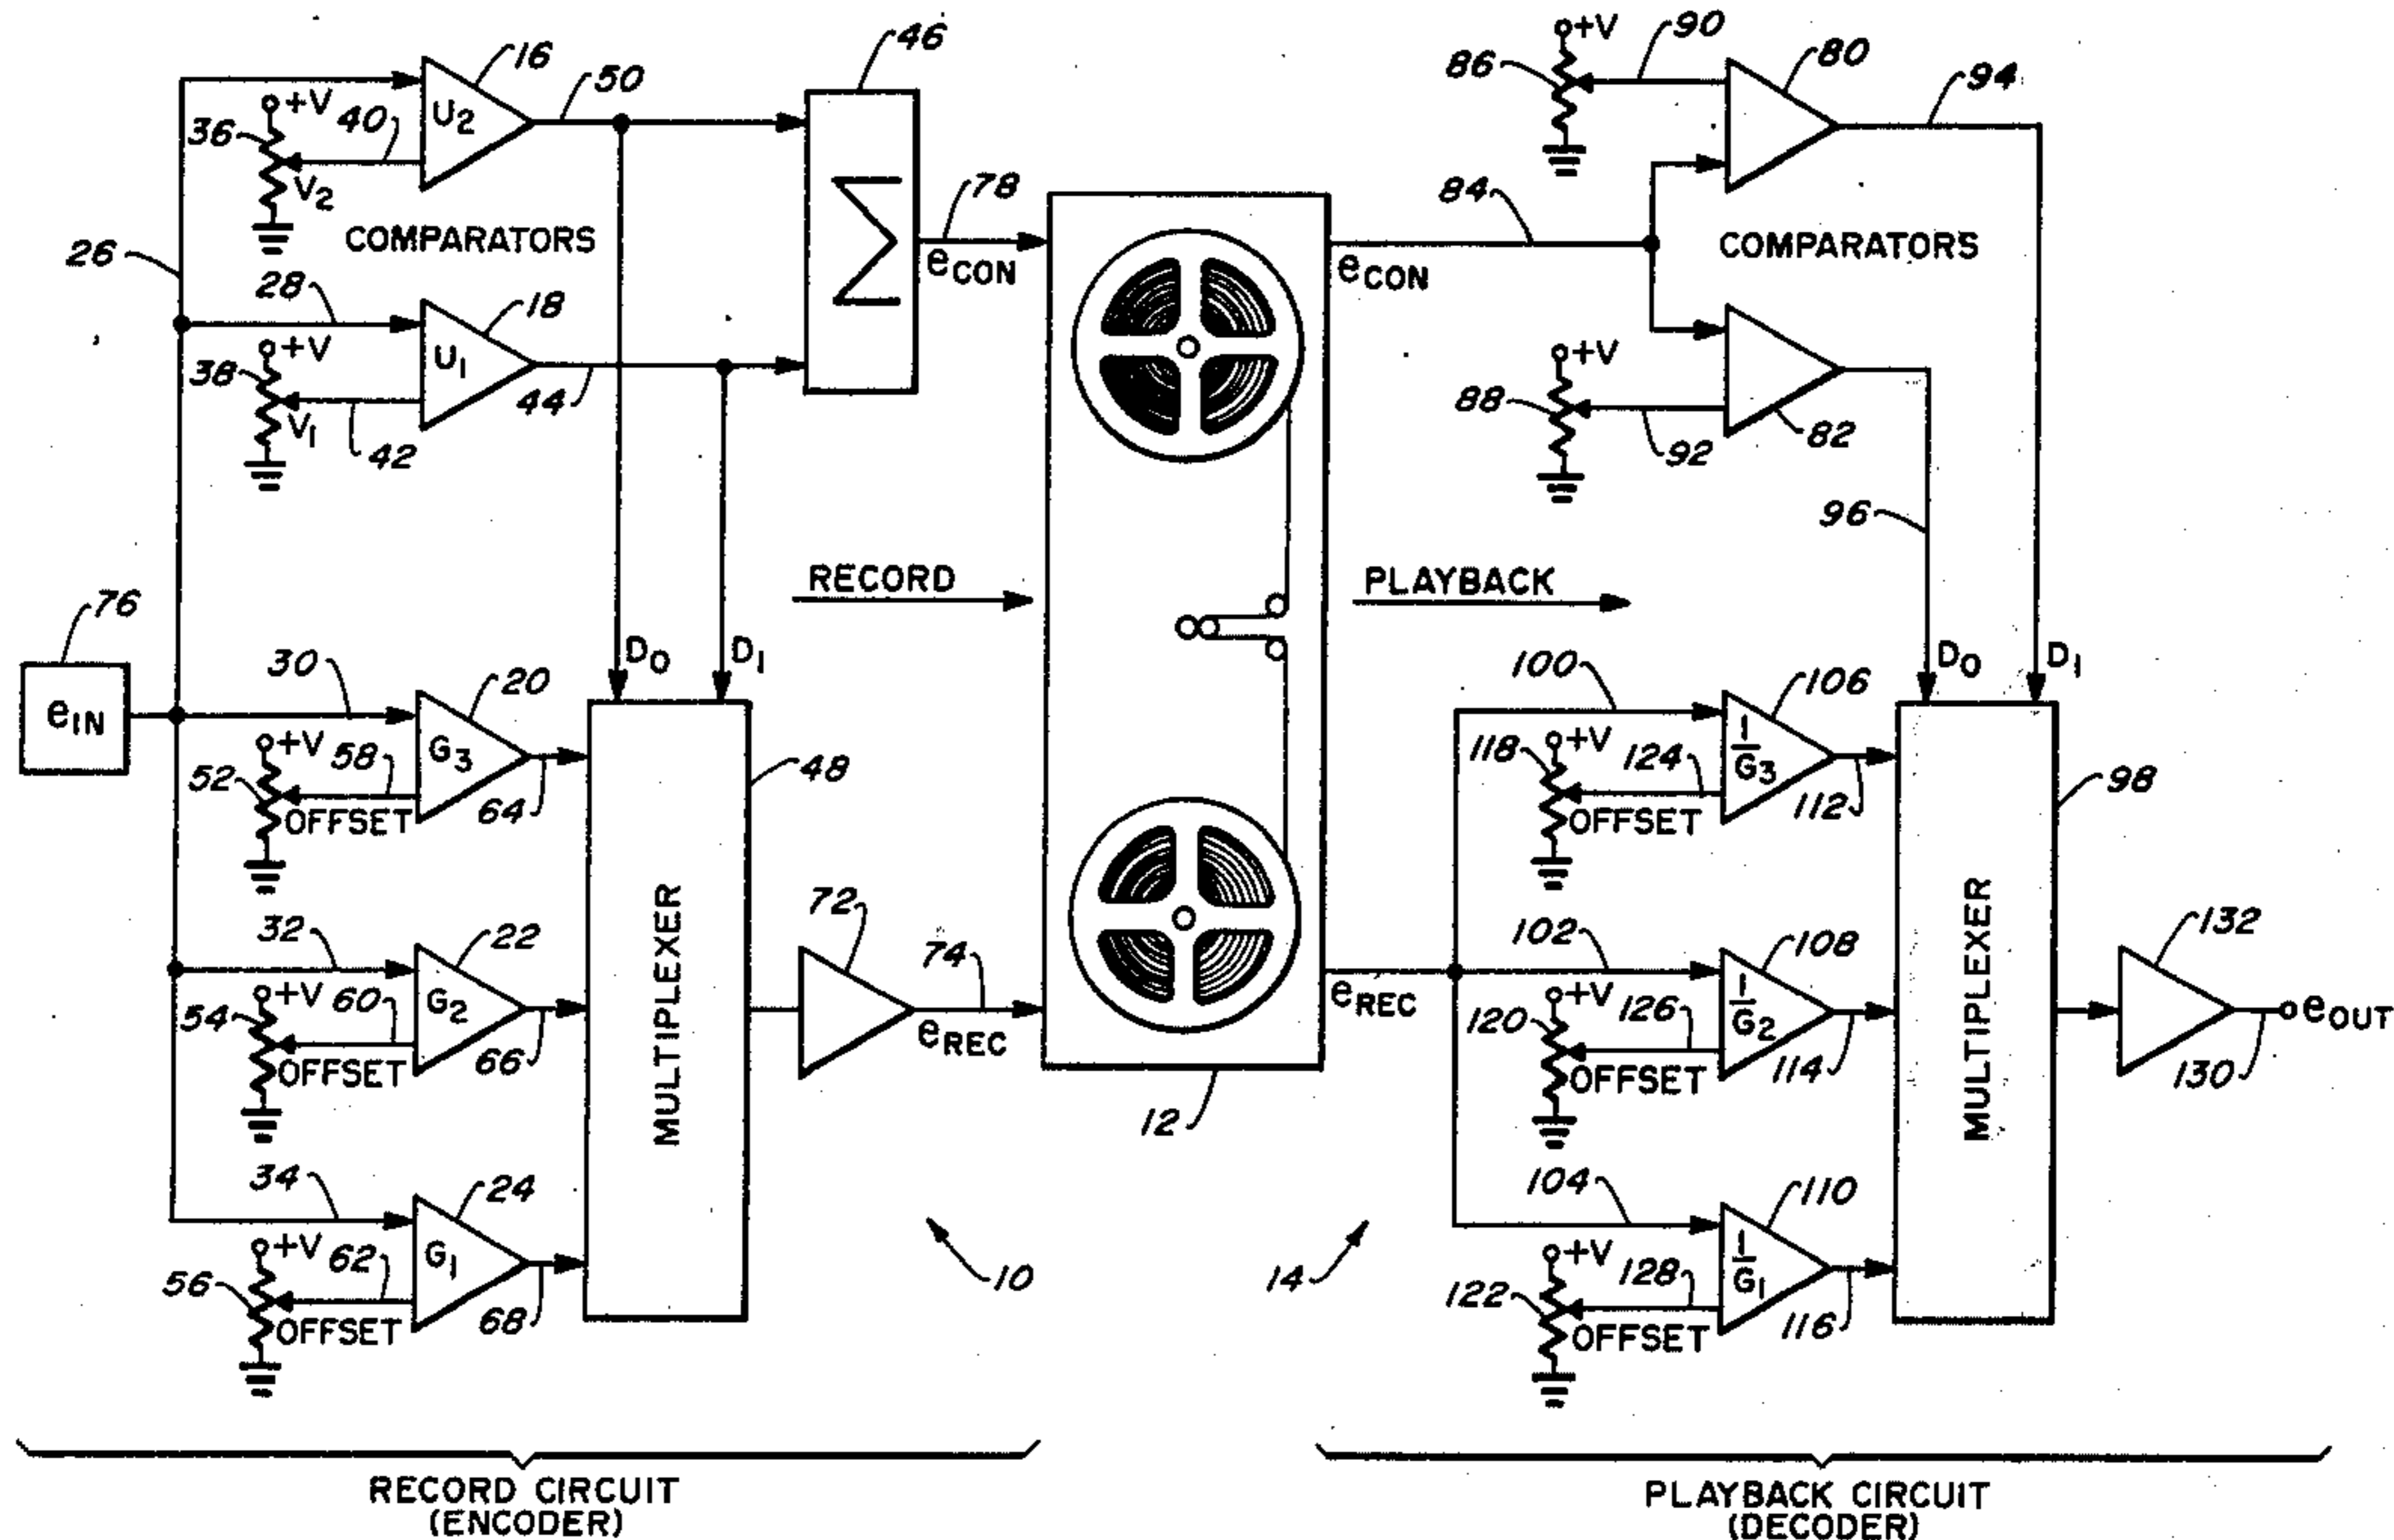 16
50
46
+V
90
80
86
94
U2
+V
40
36
V2
COMPARATORS
78
eCON
84
eCON
COMPARATORS
26
28
18
+V
38
U1
V1
42
44
+V
88
92
82
96
RECORD
PLAYBACK
76
eIN
30
20
D0
D1
G3
+V
58
52
OFFSET
64
48
100
106
D0
D1
1/G3
+V
118
124
OFFSET
112
98
32
22
72
74
eREC
eREC
G2
+V
60
54
OFFSET
66
MULTIPLEXER
102
108
1/G2
+V
120
126
OFFSET
114
MULTIPLEXER
132
eOUT
130
12
34
24
G1
+V
62
56
OFFSET
68
10
14
104
110
1/G1
+V
122
128
OFFSET
116
RECORD CIRCUIT
(ENCODER)
PLAYBACK CIRCUIT
(DECODER)